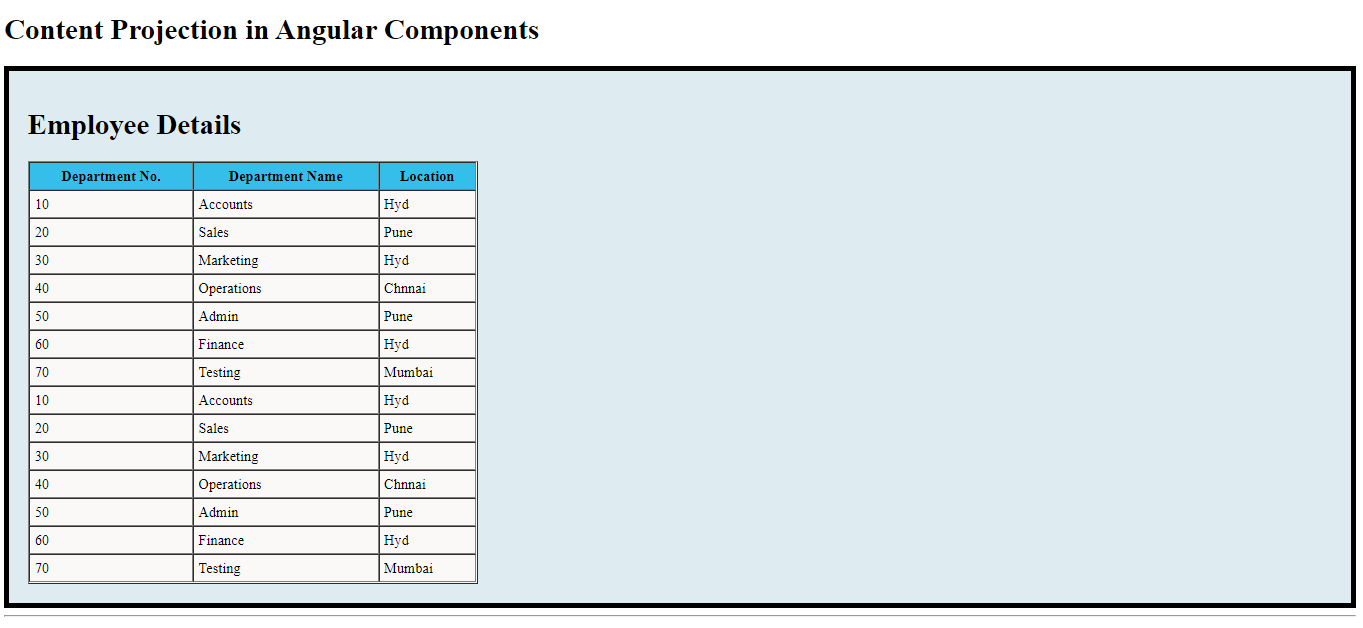 Content Projection in Angular Components
Employee Details
Department No. Department Name Location
10 Accounts Hyd
20 Sales Pune
30 Marketing Hyd
40 Operations Chnnai
50 Admin Pune
60 Finance Hyd
70 Testing Mumbai
10 Accounts Hyd
20 Sales Pune
30 Marketing Hyd
40 Operations Chnnai
50 Admin Pune
60 Finance Hyd
70 Testing Mumbai